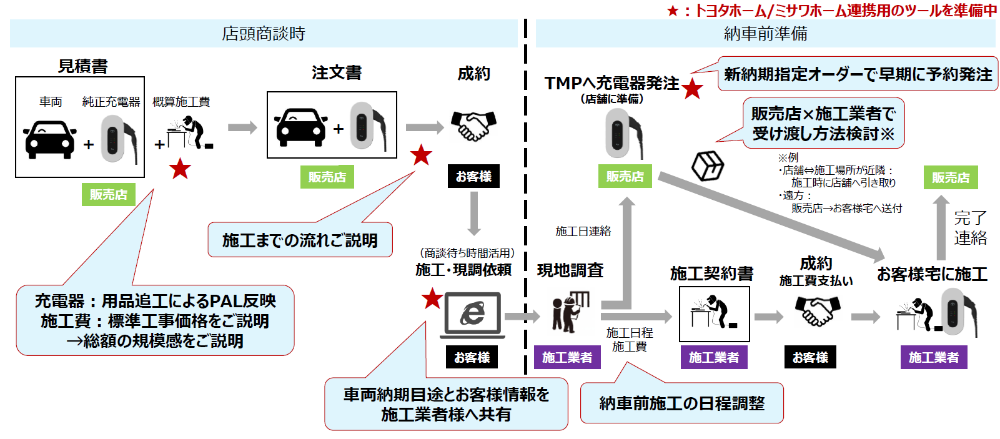 ★：トヨタホーム/ミサワホーム連携用のツールを準備中
店頭商談時
見積書
車両
純正充電器
概算施工費
+
+
販売店
注文書
+
販売店
成約
お客様
施工までの流れご説明
充電器：用品追工によるPAL反映
施工費：標準工事価格をご説明
→総額の規模感をご説明
（商談待ち時間活用）
施工・現調依頼
お客様
車両納期目途とお客様情報を
施工業者様へ共有
納車前準備
TMPへ充電器発注
（店舗に準備）
販売店
新納期指定オーダーで早期に予約発注
販売店×施工業者で
受け渡し方法検討※
※例
・店舗⇔施工場所が近隣：
施工時に店舗へ引き取り
・遠方：
販売店→お客様宅へ送付
販売店
完了
連絡
施工日連絡
現地調査
施工業者
施工日程
施工費
納車前施工の日程調整
施工契約書
施工業者
成約
施工費支払い
お客様
お客様宅に施工
施工業者